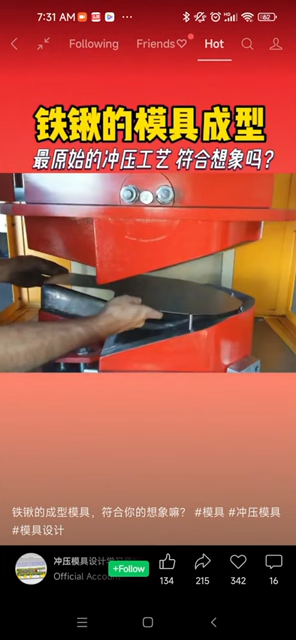 7:31 AM
62
Following
Friends♡
Hot
铁锹的模具成型
最原始的冲压工艺 符合想象吗?
铁锹的成型模具，符合你的想象嘛？ #模具 #冲压模具
#模具设计
冲压模具设计
Official Accou
+Follow
134
215
342
16